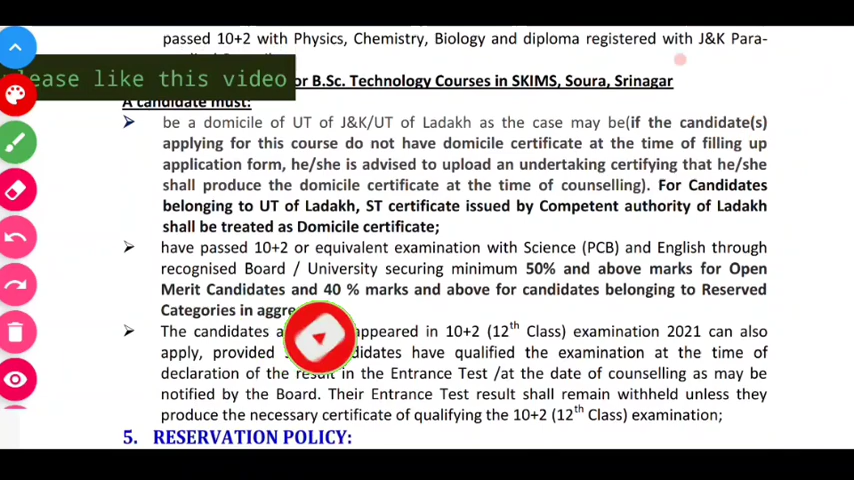 passed 10+2 with Physics, Chemistry, Biology and diploma registered with J&K Para-
lease like this video
or B.Sc. Technology Courses in SKIMS, Soura, Srinagar
A candidate must:
➢ be a domicile of UT of J&K/UT of Ladakh as the case may be(if the candidate(s)
applying for this course do not have domicile certificate at the time of filling up
application form, he/she is advised to upload an undertaking certifying that he/she
shall produce the domicile certificate at the time of counselling). For Candidates
belonging to UT of Ladakh, ST certificate issued by Competent authority of Ladakh
shall be treated as Domicile certificate;
➢ have passed 10+2 or equivalent examination with Science (PCB) and English through
recognised Board / University securing minimum 50% and above marks for Open
Merit Candidates and 40 % marks and above for candidates belonging to Reserved
Categories in aggre
➢ The candidates a appeared in 10+2 (12th Class) examination 2021 can also
apply, provided didates have qualified the examination at the time of
declaration of the result in the Entrance Test /at the date of counselling as may be
notified by the Board. Their Entrance Test result shall remain withheld unless they
produce the necessary certificate of qualifying the 10+2 (12th Class) examination;
5. RESERVATION POLICY: